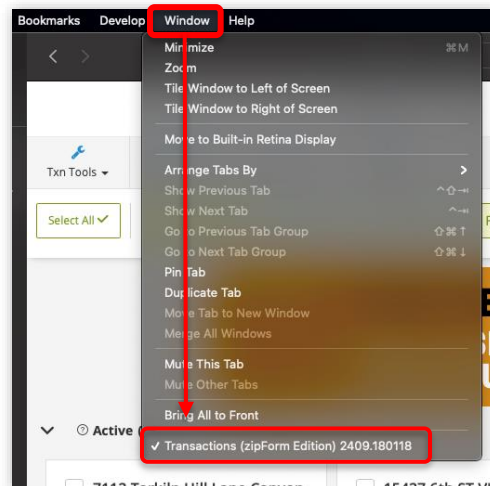 Bookmarks Develop Window Help
Minimize ⌘M
Zoom
Tile Window to Left of Screen
Tile Window to Right of Screen
Move to Built-in Retina Display
Txn Tools
Arrange Tabs By
Show Previous Tab
Select All
Show Next Tab
Go to Previous Tab Group
Go to Next Tab Group
Pin Tab
Duplicate Tab
Move Tab to New Window
Merge All Windows
Mute This Tab
Mute Other Tabs
Bring All to Front
Active (
✓ Transactions (zipForm Edition) 2409.180118